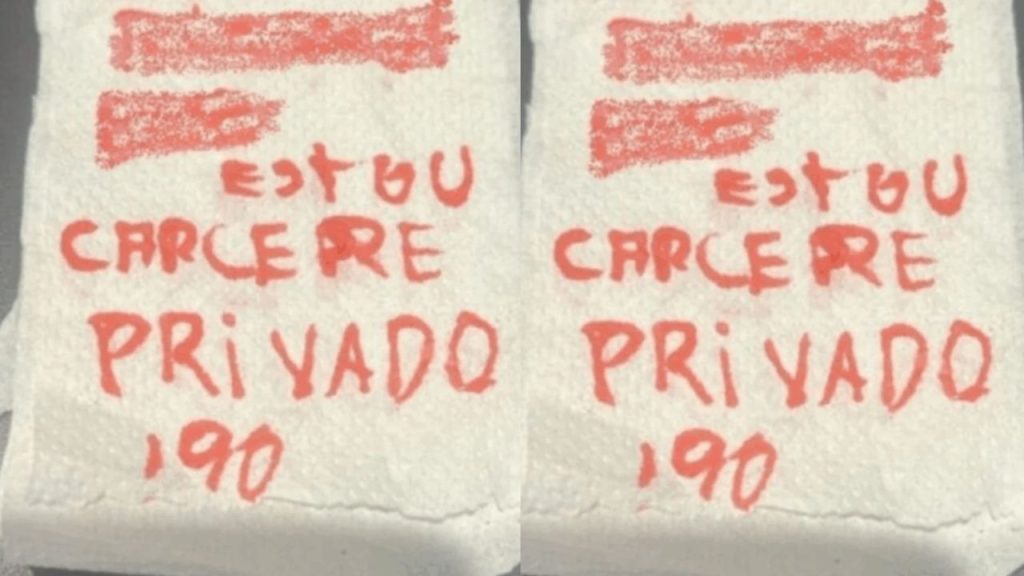 ESTOU
CARCERE
PRIVADO
190
ESTOU
CARCERE
PRIVADO
190